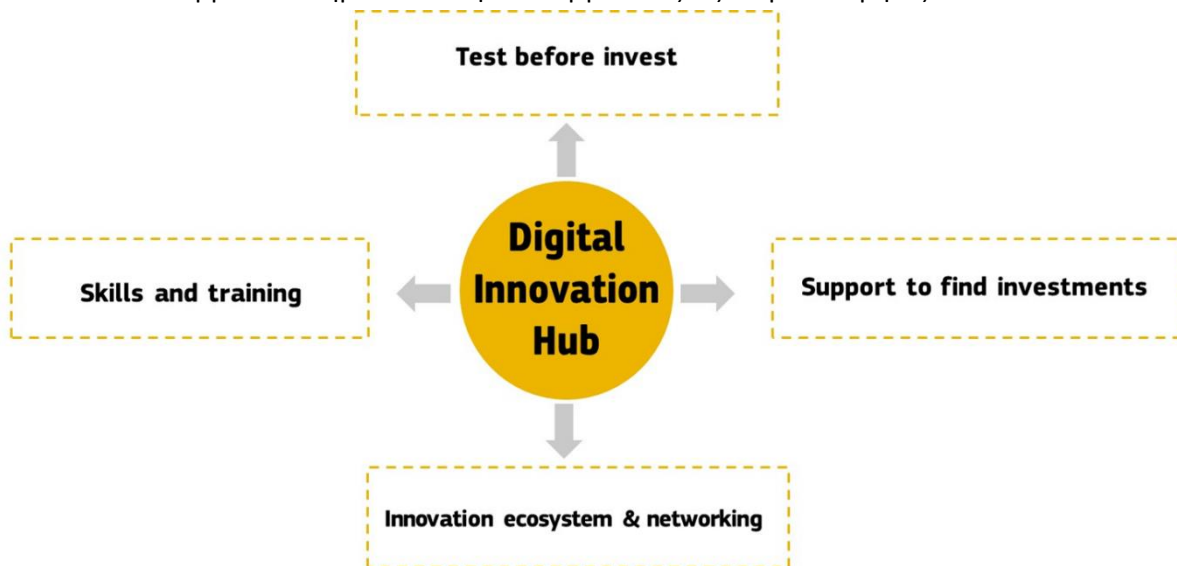 Test before invest
Digital
Innovation
Hub
Skills and training
Support to find investments
Innovation ecosystem & networking